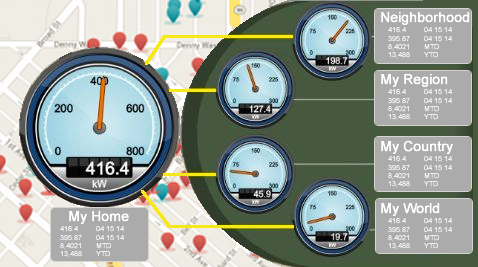 Neighborhood
416.4 04 15 14
395.87 04 15 14
8,4021 MTD
13,488 YTD
75 150 225
0 300
198.7
kW
My Region
416.4 04 15 14
395.87 04 15 14
8,4021 MTD
13,488 YTD
75 150 225
0 300
127.4
kW
Denny Way
400
200 600
0 800
416.4
kW
My Home
416.4 04 15 14
395.87 04 15 14
8,4021 MTD
13,488 YTD
My Country
416.4 04 15 14
395.87 04 15 14
8,4021 MTD
13,488 YTD
75 150 225
0 300
45.9
kW
My World
416.4 04 15 14
395.87 04 15 14
8,4021 MTD
13,488 YTD
75 150 225
0 300
19.7
kW